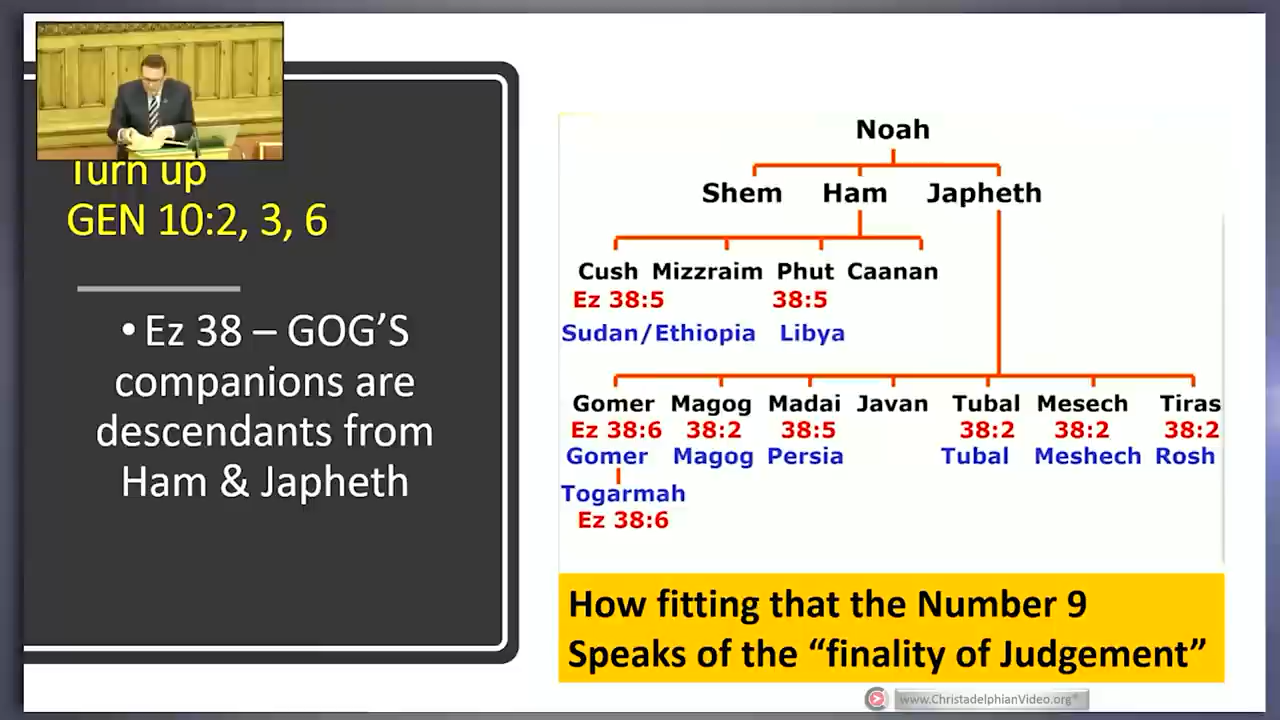 Turn up
GEN 10:2, 3, 6
• Ez 38 – GOG'S
companions are
descendants from
Ham & Japheth
Noah
Shem Ham Japheth
Cush Mizzraim Phut Caanan
Ez 38:5 38:5
Sudan/Ethiopia Libya
Gomer Magog Madai Javan Tubal Mesech Tiras
Ez 38:6 38:2 38:5 38:2 38:2 38:2
Gomer Magog Persia Tubal Meshech Rosh
Togarmah
Ez 38:6
How fitting that the Number 9
Speaks of the “finality of Judgement”
www.ChristadelphianVideo.org